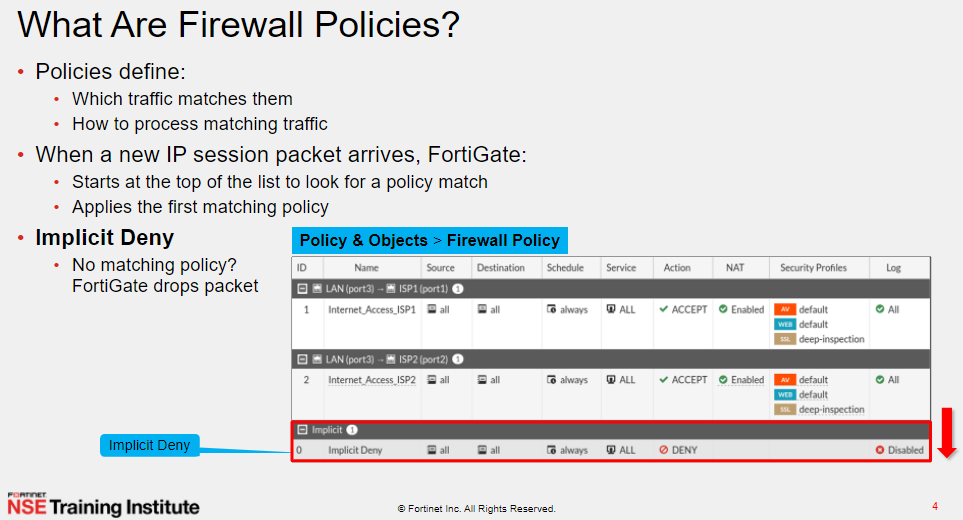 What Are Firewall Policies?
• Policies define:
• Which traffic matches them
• How to process matching traffic
• When a new IP session packet arrives, FortiGate:
• Starts at the top of the list to look for a policy match
• Applies the first matching policy
• Implicit Deny
• No matching policy?
FortiGate drops packet
Policy & Objects > Firewall Policy
ID Name Source Destination Schedule Service Action NAT Security Profiles Log
LAN (port3) → ISP1 (port1) 1
1 Internet_Access_ISP1 all all always ALL ACCEPT Enabled AV default All
WEB default
SSL deep-inspection
LAN (port3) → ISP2 (port2) 1
2 Internet_Access_ISP2 all all always ALL ACCEPT Enabled AV default All
WEB default
SSL deep-inspection
Implicit 1
0 Implicit Deny all all always ALL DENY Disabled
Implicit Deny
FORTINET
NSE Training Institute
© Fortinet Inc. All Rights Reserved.
4